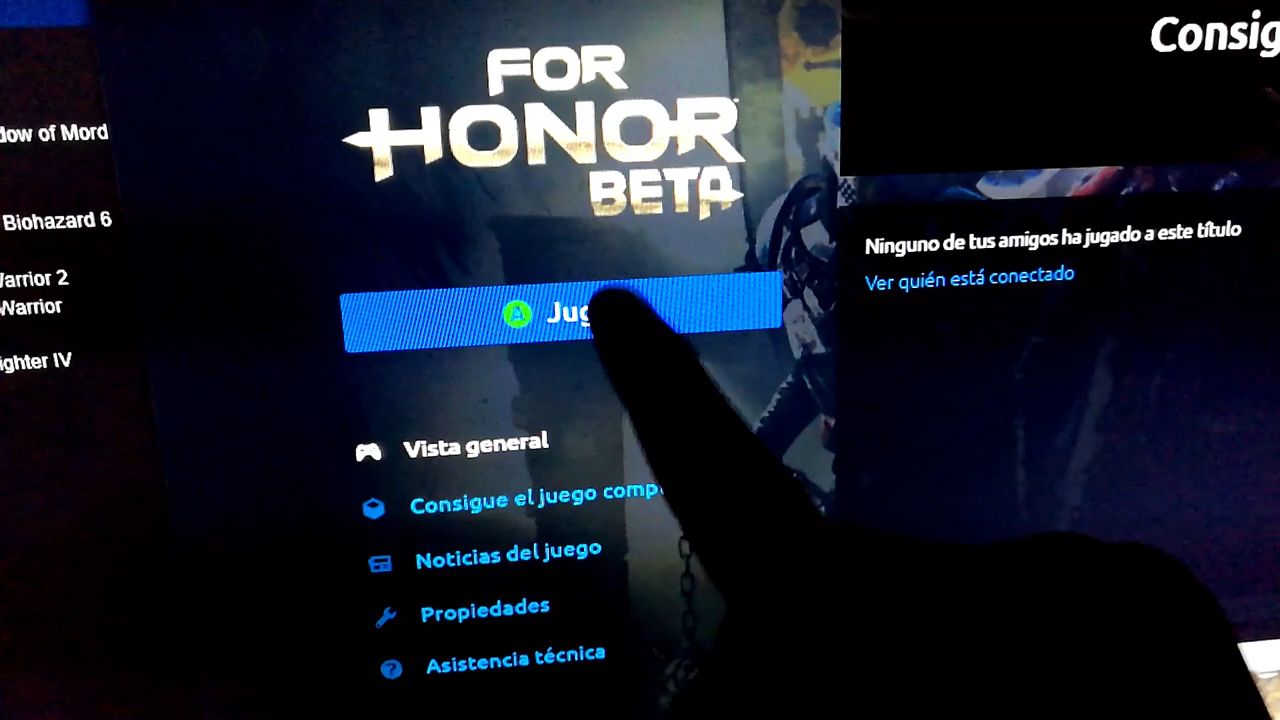 FOR
HONOR
BETA
Consig
dow of Mord
Biohazard 6
Warrior 2
Warrior
ighter IV
A Jug
Vista general
Consigue el juego comp
Noticias del juego
Propiedades
Asistencia técnica
Ninguno de tus amigos ha jugado a este título
Ver quién está conectado